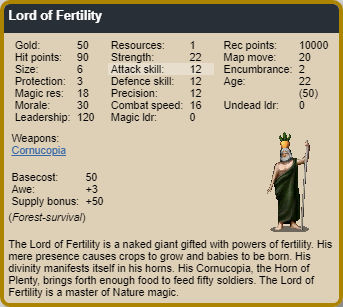 Lord of Fertility
Gold: 50 Resources: 1 Rec points: 10000
Hit points: 90 Strength: 22 Map move: 20
Size: 6 Attack skill: 12 Encumbrance: 2
Protection: 3 Defence skill: 12 Age: 22
Magic res: 18 Precision: 12 (50)
Morale: 30 Combat speed: 16 Undead ldr: 0
Leadership: 120 Magic ldr: 0
Weapons:
Cornucopia
Basecost: 50
Awe: +3
Supply bonus: +50
(Forest-survival)
The Lord of Fertility is a naked giant gifted with powers of fertility. His
mere presence causes crops to grow and babies to be born. His
divinity manifests itself in his horns. His Cornucopia, the Horn of
Plenty, brings forth enough food to feed fifty soldiers. The Lord of
Fertility is a master of Nature magic.